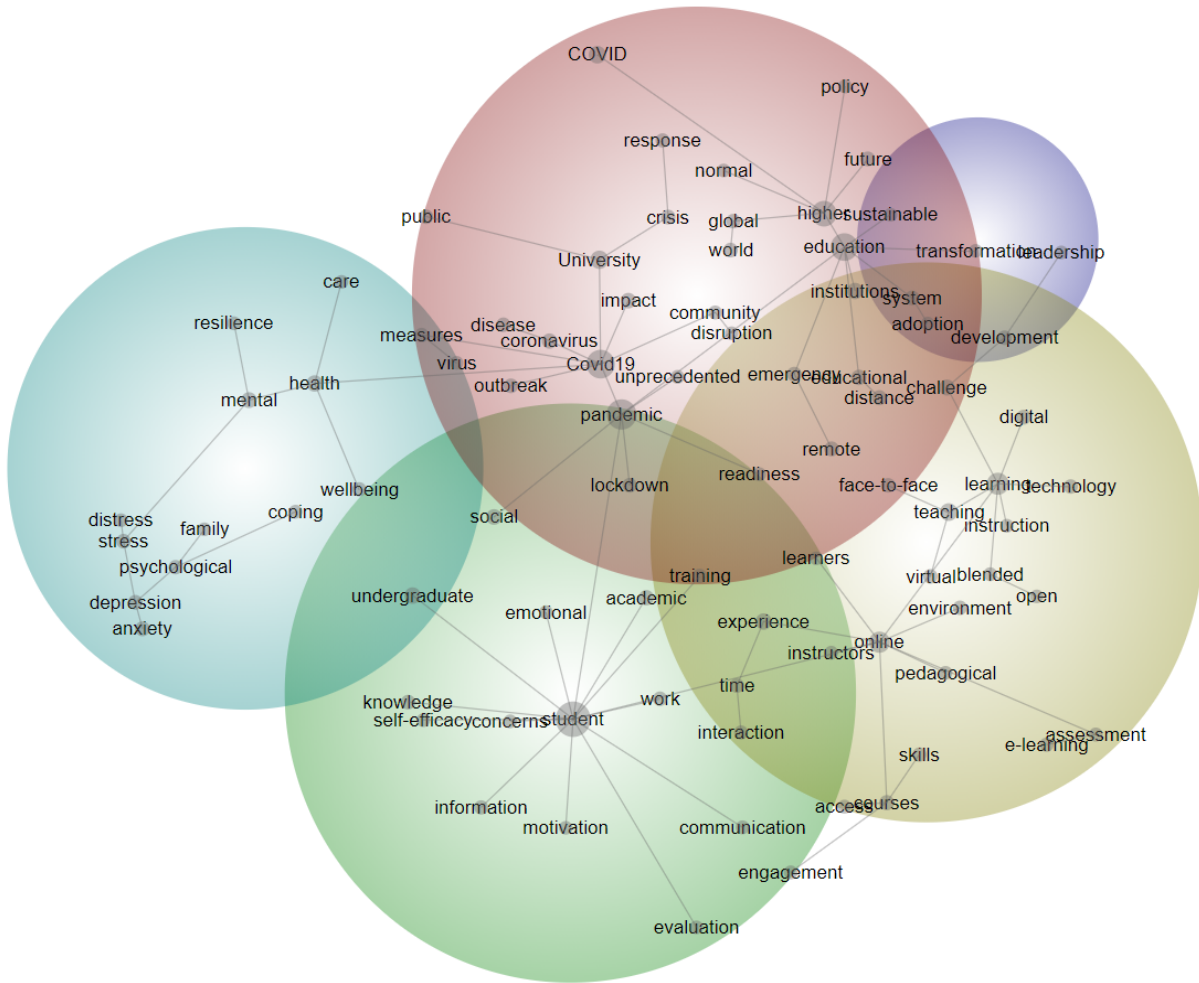 COVID
policy
response
future
normal
public
crisis
global
higher
sustainable
world
education
University
transformation
leadership
care
institutions
system
impact
community
resilience
disease
adoption
measures
coronavirus
disruption
development
virus
Covid19
unprecedented
emergency
educational
health
outbreak
challenge
mental
distance
pandemic
digital
remote
readiness
lockdown
face-to-face
learning
technology
wellbeing
coping
social
teaching
distress
family
instruction
stress
learners
psychological
training
virtual
blended
undergraduate
academic
open
depression
emotional
environment
anxiety
experience
online
instructors
pedagogical
time
knowledge
work
self-efficacy
concerns
student
interaction
assessment
e-learning
skills
information
access
courses
motivation
communication
engagement
evaluation